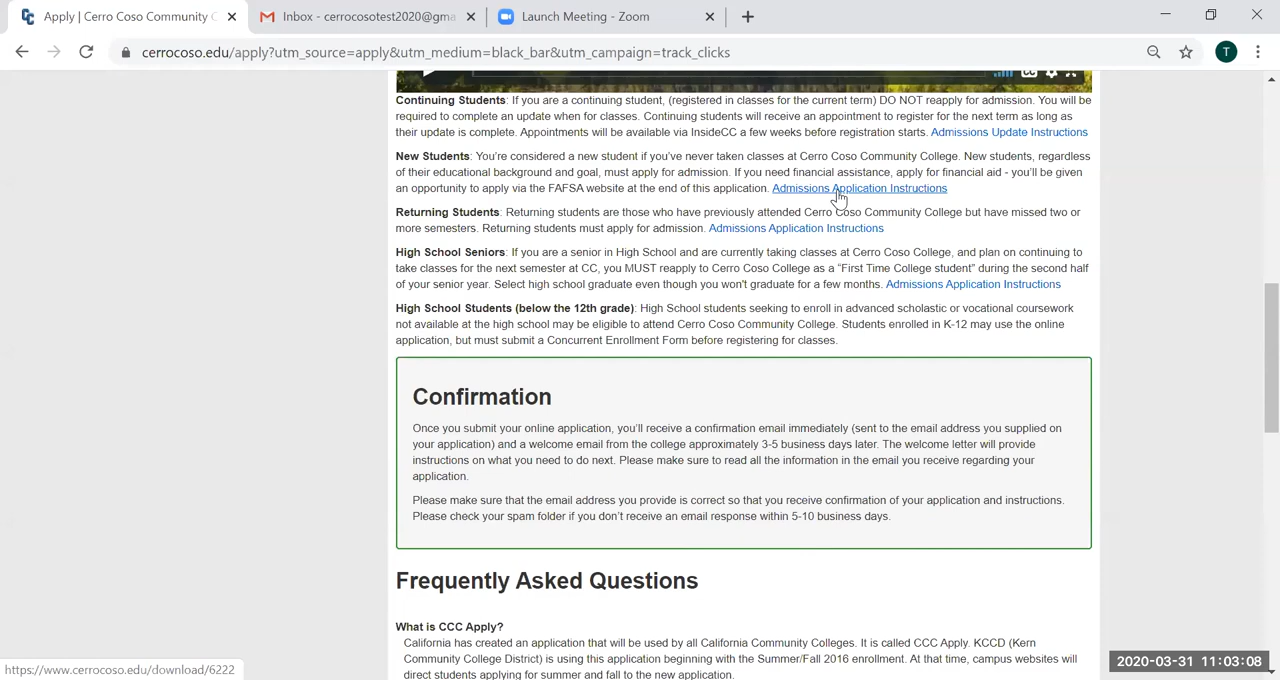 Apply | Cerro Coso Community C
Inbox - cerrocosotest2020@gma
Launch Meeting - Zoom
cerrocoso.edu/apply?utm_source=apply&utm_medium=black_bar&utm_campaign=track_clicks
T
CC
Continuing Students: If you are a continuing student, (registered in classes for the current term) DO NOT reapply for admission. You will be
required to complete an update when for classes. Continuing students will receive an appointment to register for the next term as long as
their update is complete. Appointments will be available via InsideCC a few weeks before registration starts. Admissions Update Instructions
New Students: You're considered a new student if you've never taken classes at Cerro Coso Community College. New students, regardless
of their educational background and goal, must apply for admission. If you need financial assistance, apply for financial aid - you'll be given
an opportunity to apply via the FAFSA website at the end of this application. Admissions Application Instructions
Returning Students: Returning students are those who have previously attended Cerro Coso Community College but have missed two or
more semesters. Returning students must apply for admission. Admissions Application Instructions
High School Seniors: If you are a senior in High School and are currently taking classes at Cerro Coso College, and plan on continuing to
take classes for the next semester at CC, you MUST reapply to Cerro Coso College as a "First Time College student" during the second half
of your senior year. Select high school graduate even though you won't graduate for a few months. Admissions Application Instructions
High School Students (below the 12th grade): High School students seeking to enroll in advanced scholastic or vocational coursework
not available at the high school may be eligible to attend Cerro Coso Community College. Students enrolled in K-12 may use the online
application, but must submit a Concurrent Enrollment Form before registering for classes.
Confirmation
Once you submit your online application, you'll receive a confirmation email immediately (sent to the email address you supplied on
your application) and a welcome email from the college approximately 3-5 business days later. The welcome letter will provide
instructions on what you need to do next. Please make sure to read all the information in the email you receive regarding your
application.
Please make sure that the email address you provide is correct so that you receive confirmation of your application and instructions.
Please check your spam folder if you don't receive an email response within 5-10 business days.
Frequently Asked Questions
What is CCC Apply?
California has created an application that will be used by all California Community Colleges. It is called CCC Apply. KCCD (Kern
Community College District) is using this application beginning with the Summer/Fall 2016 enrollment. At that time, campus websites will
direct students applying for summer and fall to the new application.
https://www.cerrocoso.edu/download/6222
2020-03-31 11:03:08